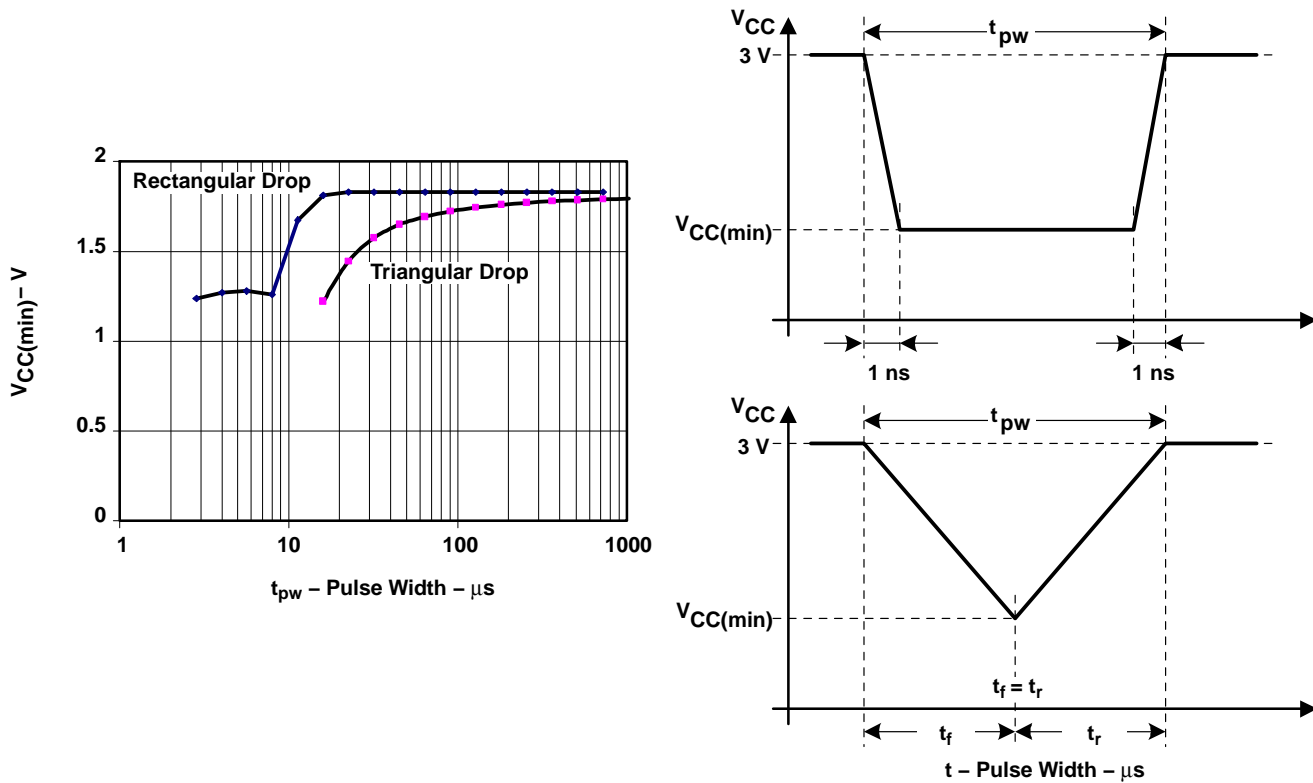 2
1.5
1
0.5
0
1
10
100
1000
Rectangular Drop
Triangular Drop
VCC(min) – V
tpw – Pulse Width – μs
VCC
tpw
3 V
VCC(min)
1 ns
1 ns
VCC
tpw
3 V
VCC(min)
tf = tr
tf
tr
t – Pulse Width – μs